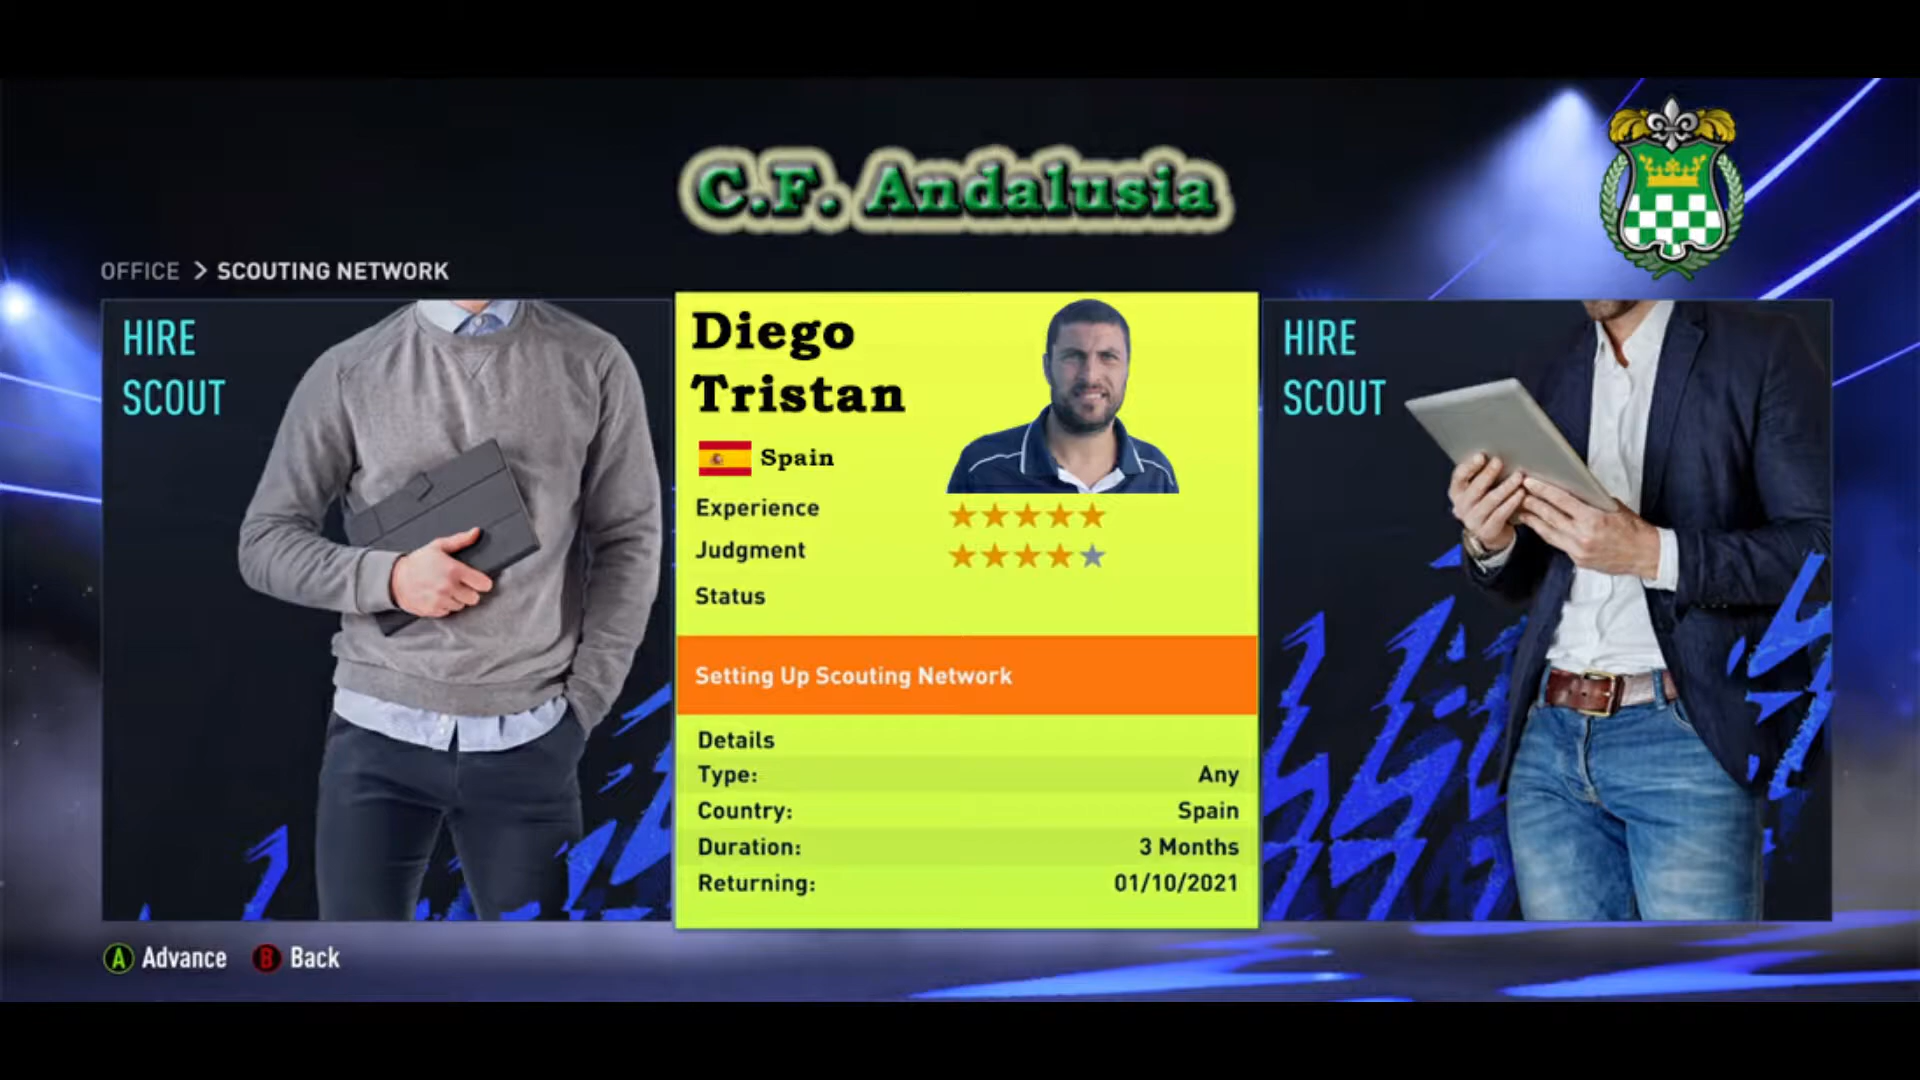 C.F. Andalusia
OFFICE > SCOUTING NETWORK
HIRE
SCOUT
Diego
Tristan
Spain
Experience
Judgment
Status
Setting Up Scouting Network
Details
Type: Any
Country: Spain
Duration: 3 Months
Returning: 01/10/2021
HIRE
SCOUT
A Advance B Back